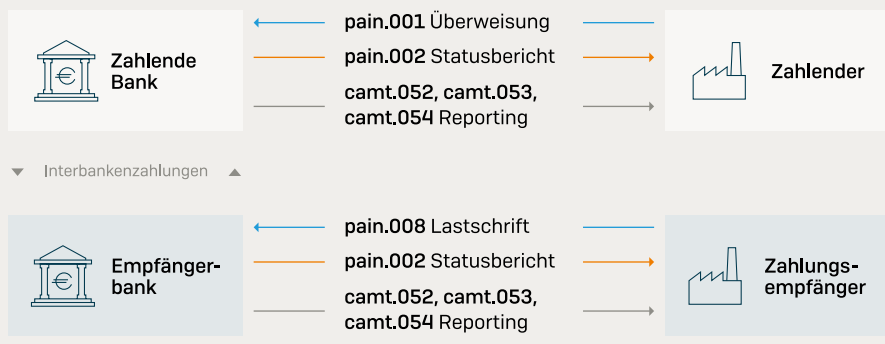 pain.001 Überweisung
Zahlende
Bank
pain.002 Statusbericht
Zahlender
camt.052, camt.053,
camt.054 Reporting
Interbankenzahlungen
pain.008 Lastschrift
Empfänger-
bank
pain.002 Statusbericht
Zahlungs-
empfänger
camt.052, camt.053,
camt.054 Reporting